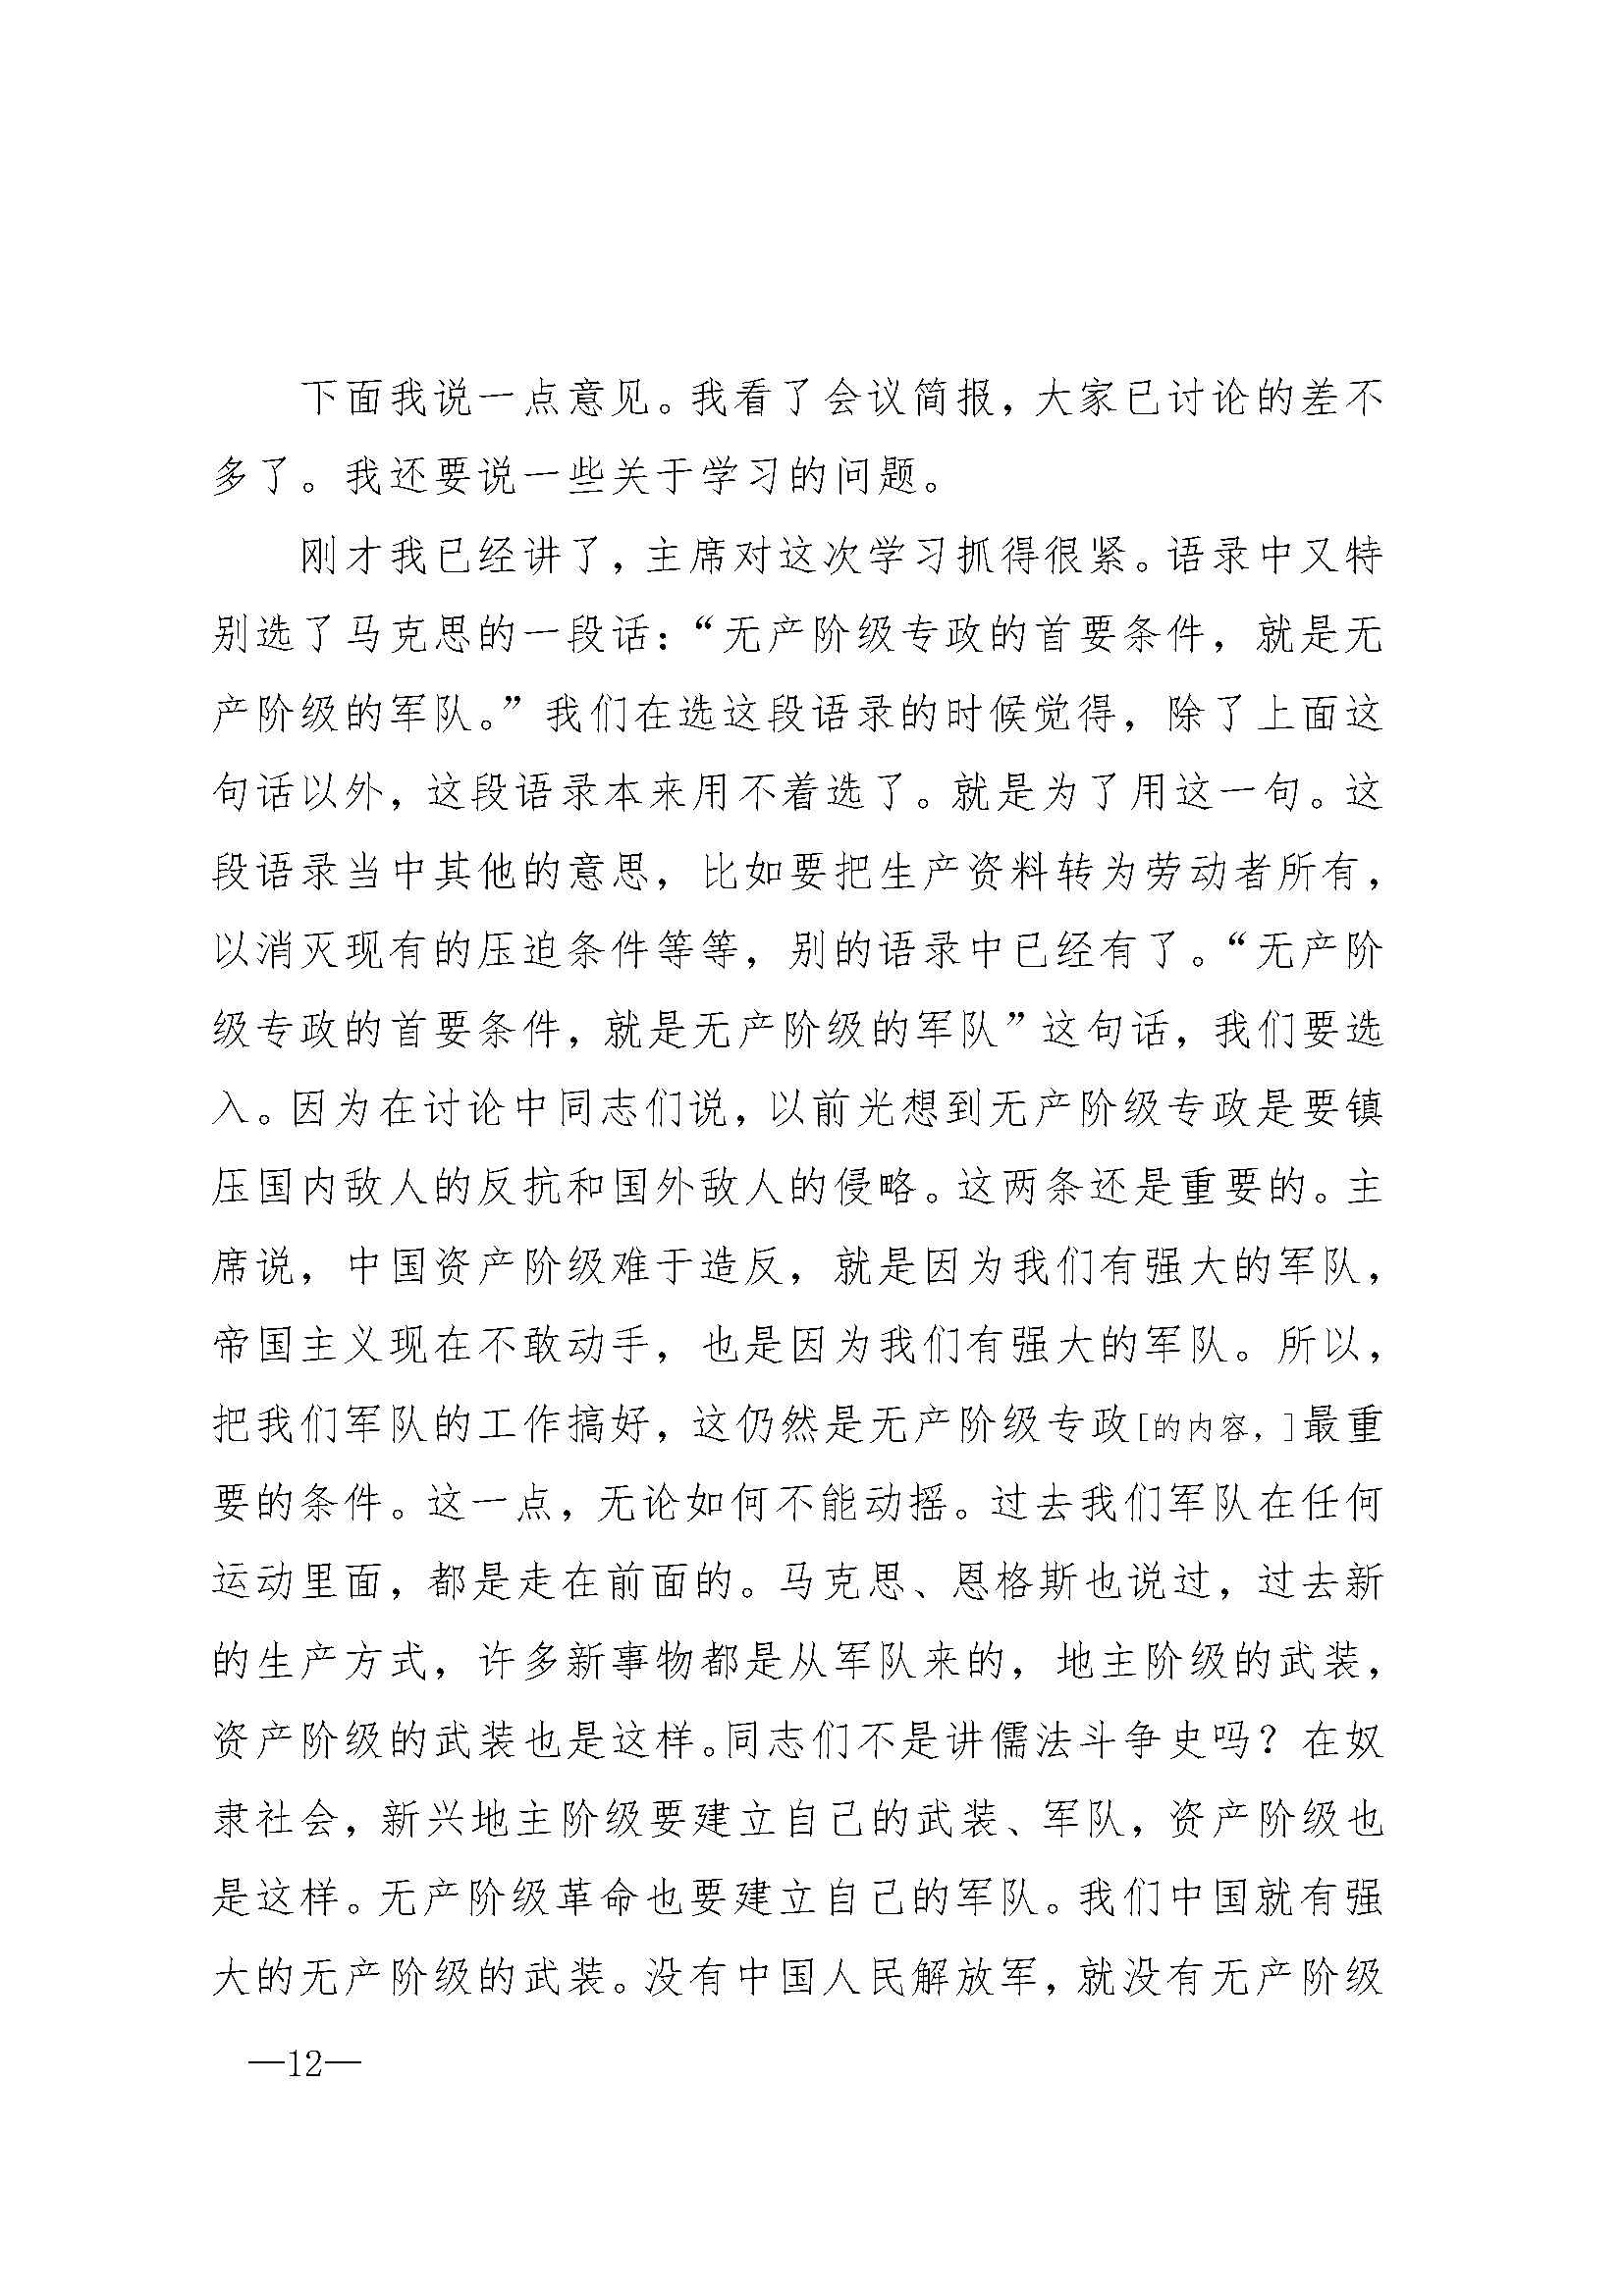 下面我说一点意见。我看了会议简报，大家已讨论的差不
多了。我还要说一些关于学习的问题。
刚才我已经讲了，主席对这次学习抓得很紧。语录中又特
别选了马克思的一段话：“无产阶级专政的首要条件，就是无
产阶级的军队。”我们在选这段语录的时候觉得，除了上面这
句话以外，这段语录本来用不着选了。就是为了用这一句。这
段语录当中其他的意思，比如要把生产资料转为劳动者所有，
以消灭现有的压迫条件等等，别的语录中已经有了。“无产阶
级专政的首要条件，就是无产阶级的军队”这句话，我们要选
入。因为在讨论中同志们说，以前光想到无产阶级专政是要镇
压国内敌人的反抗和国外敌人的侵略。这两条还是重要的。主
席说，中国资产阶级难于造反，就是因为我们有强大的军队，
帝国主义现在不敢动手，也是因为我们有强大的军队。所以，
把我们军队的工作搞好，这仍然是无产阶级专政[的内容，]最重
要的条件。这一点，无论如何不能动摇。过去我们军队在任何
运动里面，都是走在前面的。马克思、恩格斯也说过，过去新
的生产方式，许多新事物都是从军队来的，地主阶级的武装，
资产阶级的武装也是这样。同志们不是讲儒法斗争史吗？在奴
隶社会，新兴地主阶级要建立自己的武装、军队，资产阶级也
是这样。无产阶级革命也要建立自己的军队。我们中国就有强
大的无产阶级的武装。没有中国人民解放军，就没有无产阶级
—12—